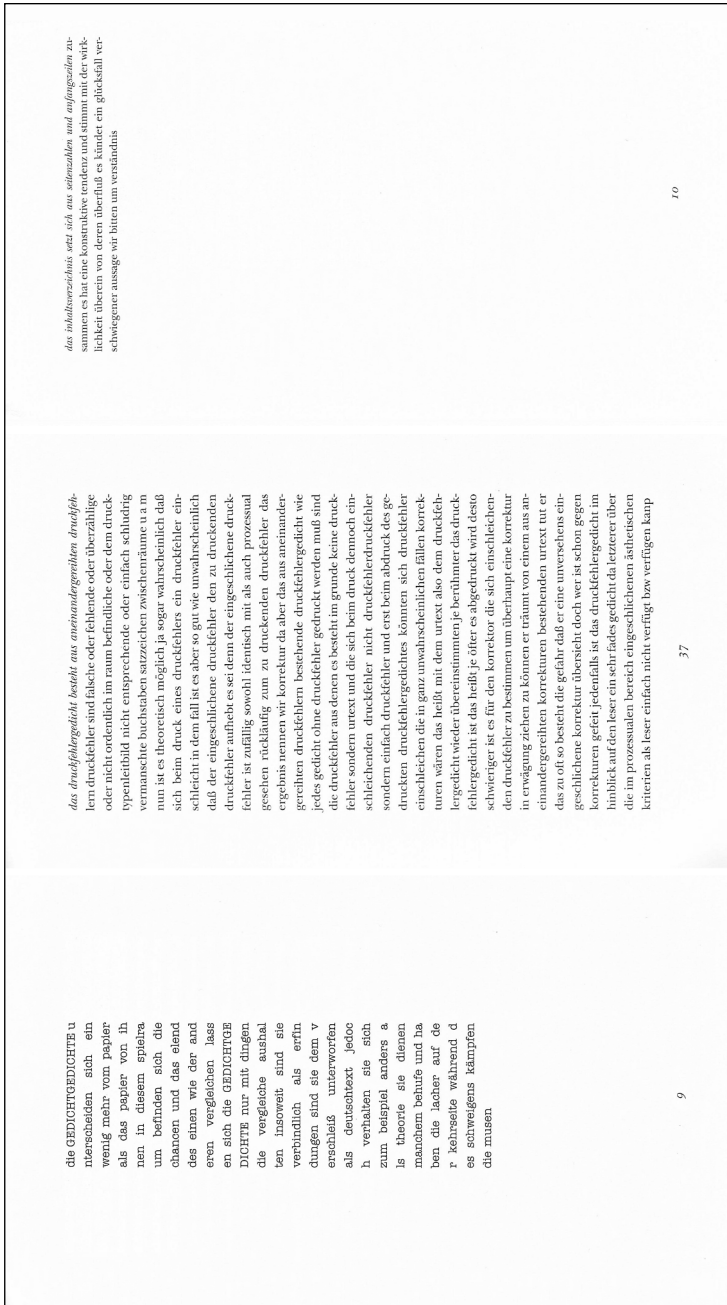 die GEDICHTGEDICHTE u
nterscheiden sich ein
wenig mehr vom papier
als das papier von ih
nen in diesem spielra
um befinden sich die
chancen und das elend
des einen wie der and
eren vergleichen lass
en sich die GEDICHTGE
DICHTE nur mit dingen
die vergleiche aushal
ten insoweit sind sie
verbindlich als erfin
dungen sind sie dem v
erschleiß unterworfen
als deutschtext jedoc
h verhalten sie sich
zum beispiel anders a
ls theorie sie dienen
manchem behufe und ha
ben die lacher auf de
r kehrseite während d
es schweigens kämpfen
die musen
9
das druckfehlergedicht besteht aus aneinandergereihten druckfeh-
lern druckfehler sind falsche oder fehlende oder überzählige
oder nicht ordentlich im raum befindliche oder dem druck-
typenleitbild nicht entsprechende oder einfach schludrig
vermanschte buchstaben satzzeichen zwischenräume u a m
nun ist es theoretisch möglich ja sogar wahrscheinlich daß
sich beim druck eines druckfehlers ein druckfehler ein-
schleicht in dem fall ist es aber so gut wie unwahrscheinlich
daß der eingeschlichene druckfehler den zu druckenden
druckfehler aufhebt es sei denn der eingeschlichene druck-
fehler ist zufällig sowohl identisch mit als auch prozessual
gesehen rückläufig zum zu druckenden druckfehler das
ergebnis nennen wir korrektur da aber das aus aneinander-
gereihten druckfehlern bestehende druckfehlergedicht wie
jedes gedicht ohne druckfehler gedruckt werden muß sind
die druckfehler aus denen es besteht im grunde keine druck-
fehler sondern urtext und die sich beim druck dennoch ein-
schleichenden druckfehler nicht druckfehlerdruckfehler
sondern einfach druckfehler und erst beim abdruck des ge-
druckten druckfehlergedichtes könnten sich druckfehler
einschleichen die in ganz unwahrscheinlichen fällen korrek-
turen wären das heißt mit dem urtext also dem druckfeh-
lergedicht wieder übereinstimmten je berühmter das druck-
fehlergedicht ist das heißt je öfter es abgedruckt wird desto
schwieriger ist es für den korrektor die sich einschleichen-
den druckfehler zu bestimmen um überhaupt eine korrektur
in erwägung ziehen zu können er träumt von einem aus an-
einandergereihten korrekturen bestehenden urtext tut er
das zu oft so besteht die gefahr daß er eine unversehens ein-
geschlichene korrektur übersieht doch wer ist schon gegen
korrekturen gefeit jedenfalls ist das druckfehlergedicht im
hinblick auf den leser ein sehr fades gedicht da letzterer über
die im prozessualen bereich eingeschlichenen ästhetischen
kriterien als leser einfach nicht verfügt bzw verfügen kanp
37
das inhaltsverzeichnis setzt sich aus seitenzahlen und anfangszeilen zu-
sammen es hat eine konstruktive tendenz und stimmt mit der wirk-
lichkeit überein von deren überfluß es kündet ein glücksfall ver-
schwiegener aussage wir bitten um verständnis
10